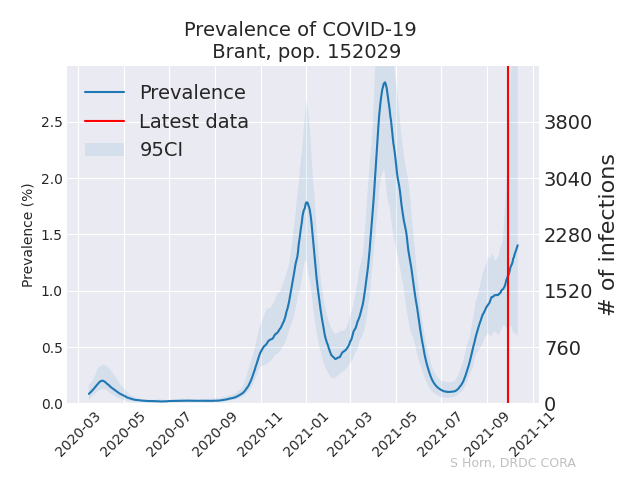 Prevalence of COVID-19
Brant, pop. 152029
Prevalence
Latest data
95CI
Prevalence (%)
2.5
2.0
1.5
1.0
0.5
0.0
3800
3040
2280
1520
760
0
# of infections
2020-03
2020-05
2020-07
2020-09
2020-11
2021-01
2021-03
2021-05
2021-07
2021-09
2021-11
S Horn, DRDC CORA